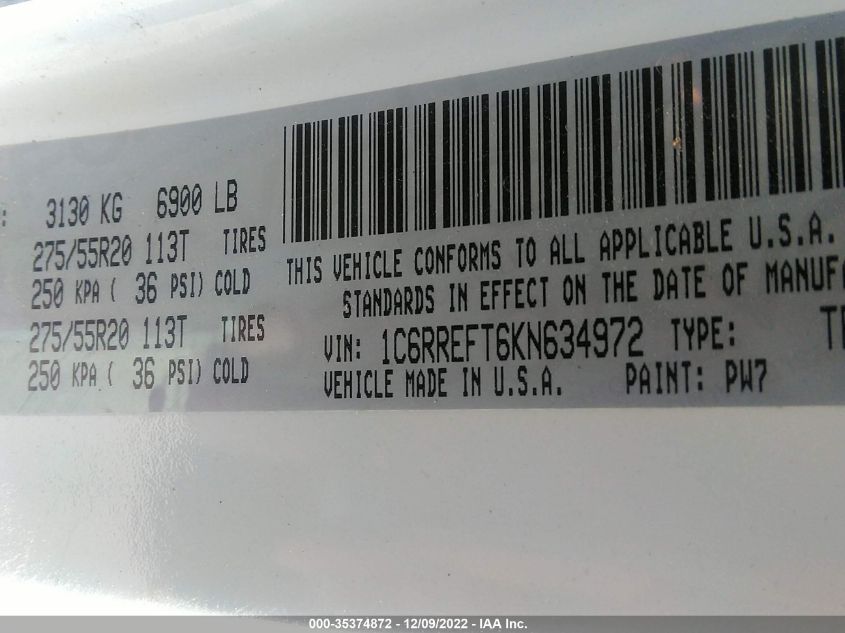 : 3130 KG 6900 LB
275/55R20 113T TIRES
250 KPA ( 36 PSI) COLD
275/55R20 113T TIRES
250 KPA ( 36 PSI) COLD
THIS VEHICLE CONFORMS TO ALL APPLICABLE U.S.A.
STANDARDS IN EFFECT ON THE DATE OF MANUFA
VIN: 1C6RREFT6KN634972 TYPE:
VEHICLE MADE IN U.S.A. PAINT: PW7
000-35374872 - 12/09/2022 - IAA Inc.